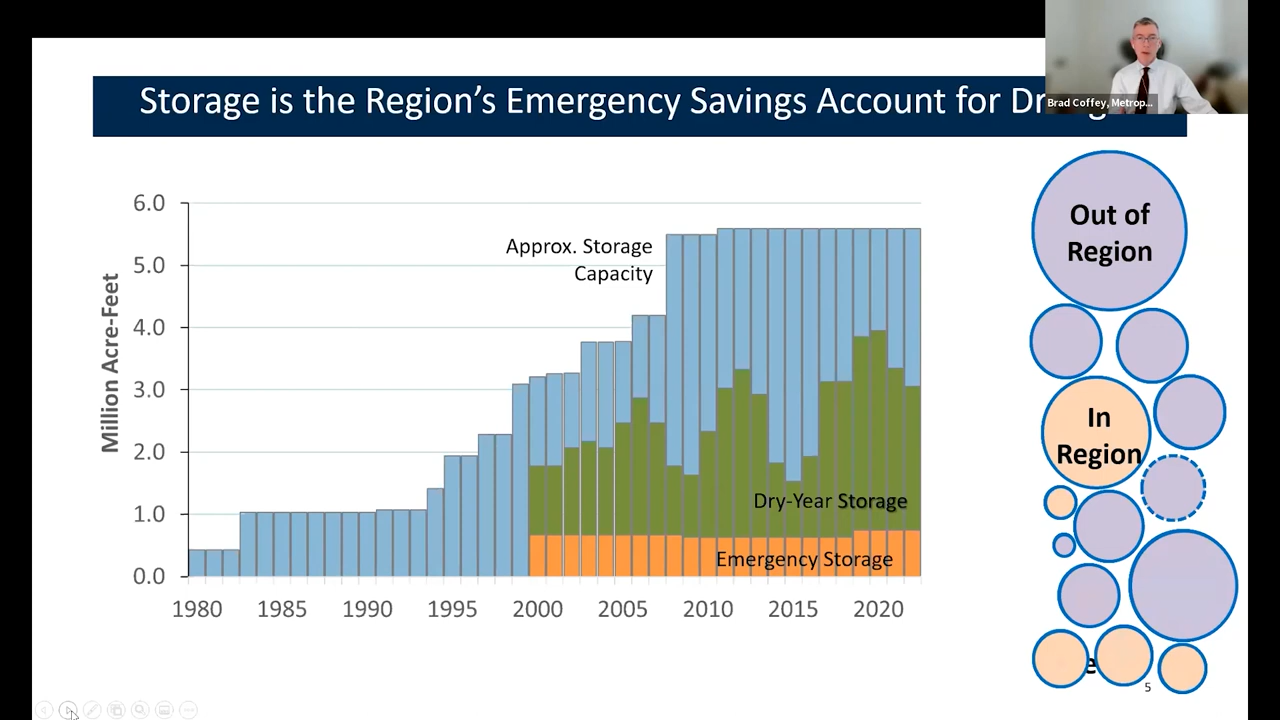 Storage is the Region's Emergency Savings Account for Dr
Brad Coffey, Metrop...
6.0
5.0
4.0
3.0
2.0
1.0
0.0
Million Acre-Feet
Approx. Storage
Capacity
Dry-Year Storage
Emergency Storage
1980 1985 1990 1995 2000 2005 2010 2015 2020
Out of
Region
In
Region
e
5